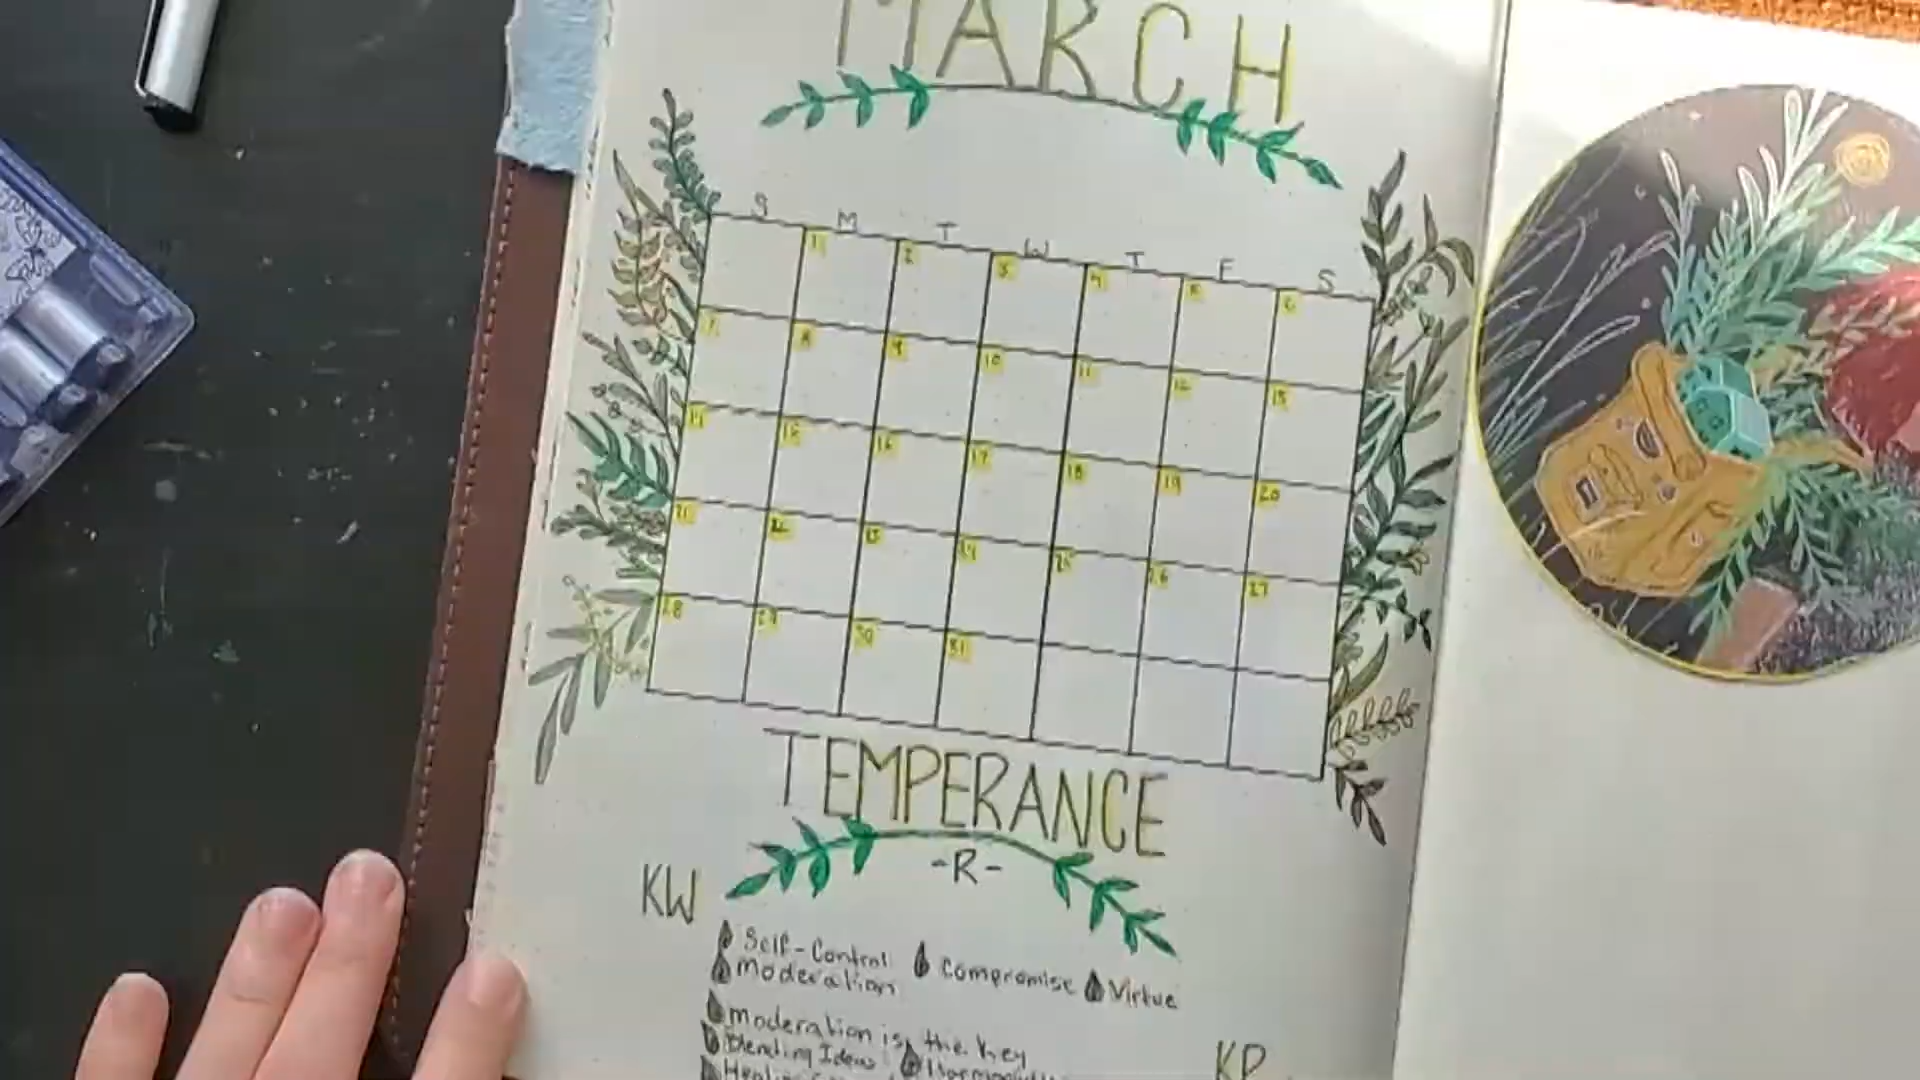 MARCH
S M T W T F S
1 2 3 4 5 6
7 8 9 10 11 12 13
14 15 16 17 18 19 20
21 22 23 24 25 26 27
28 29 30 31
TEMPERANCE
-R-
KW
Self-Control Compromise Virtue
Moderation
moderation is the key
Blending Ideas
KP